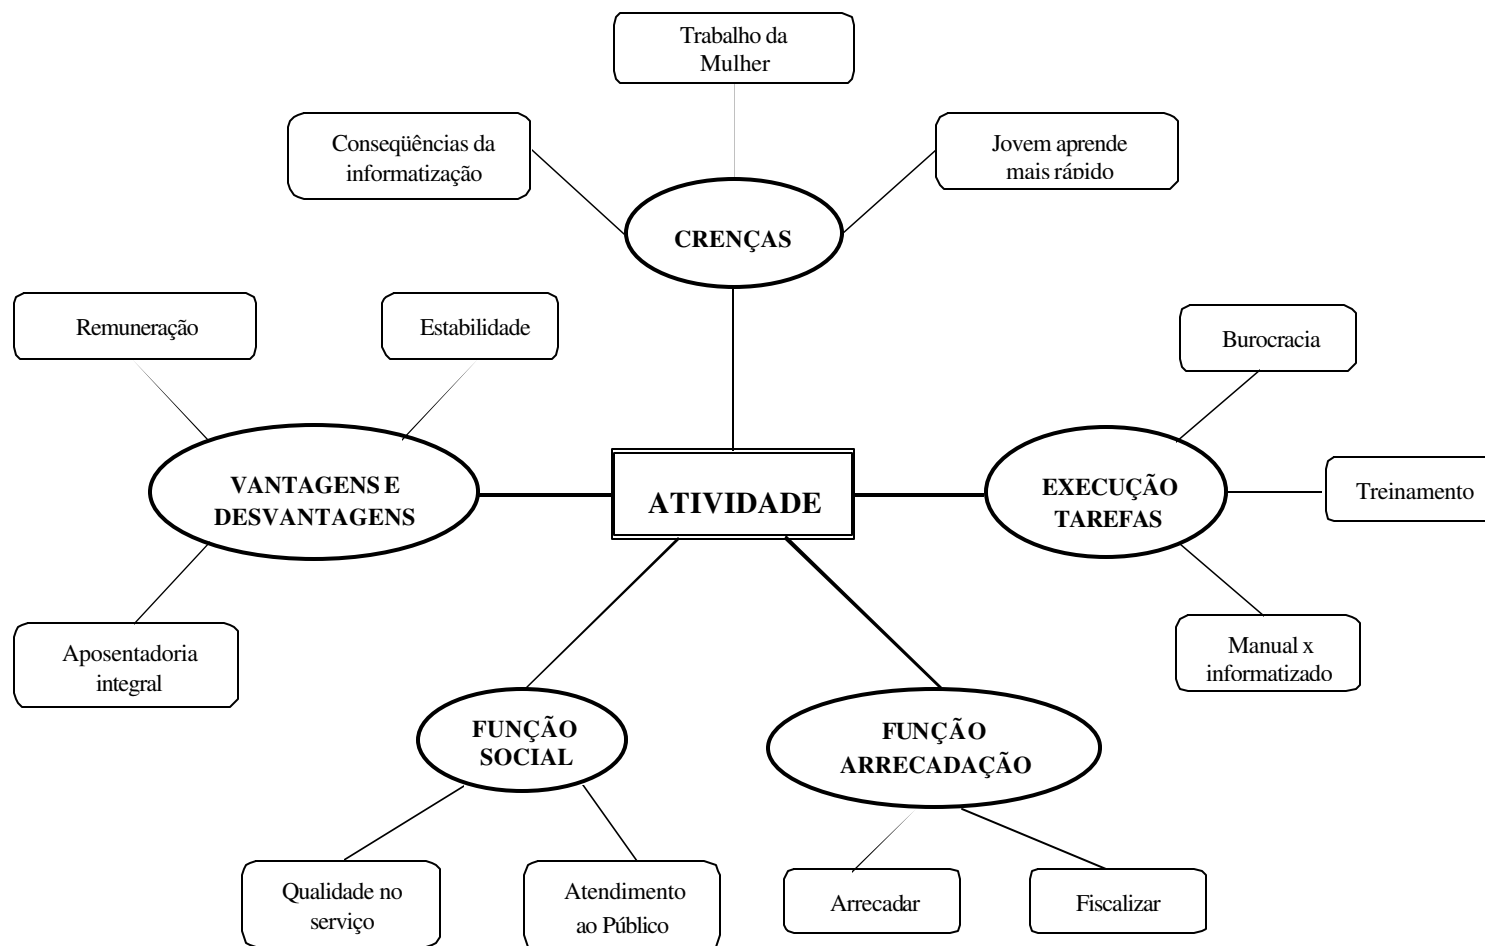 Trabalho da
Mulher
Conseqüências da
informatização
Jovem aprende
mais rápido
CRENÇAS
Remuneração
Estabilidade
Burocracia
VANTAGENS E
DESVANTAGENS
ATIVIDADE
EXECUÇÃO
TAREFAS
Treinamento
Aposentadoria
integral
Manual x
informatizado
FUNÇÃO
SOCIAL
FUNÇÃO
ARRECADAÇÃO
Qualidade no
serviço
Atendimento
ao Público
Arrecadar
Fiscalizar